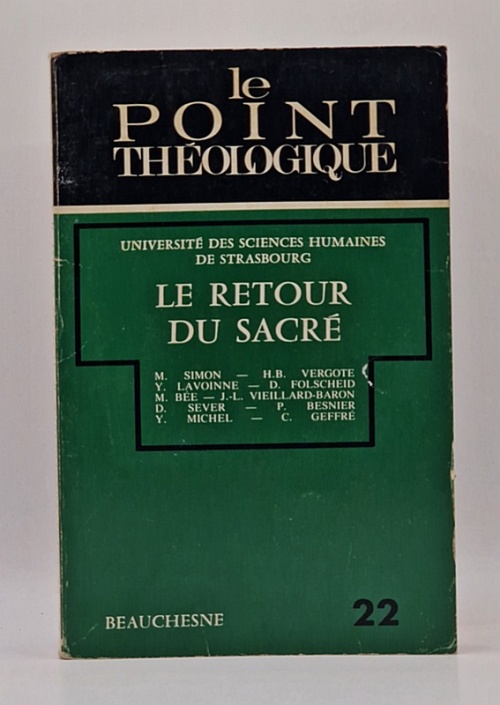 le
POINT
THÉOLOGIQUE
UNIVERSITÉ DES SCIENCES HUMAINES
DE STRASBOURG
LE RETOUR
DU SACRÉ
M. SIMON — H.B. VERGOTE
Y. LAVOINNE — D. FOLSCHEID
M. BÉE — J.-L. VIEILLARD-BARON
D. SEVER — P. BESNIER
Y. MICHEL — C. GEFFRÉ
BEAUCHESNE
22